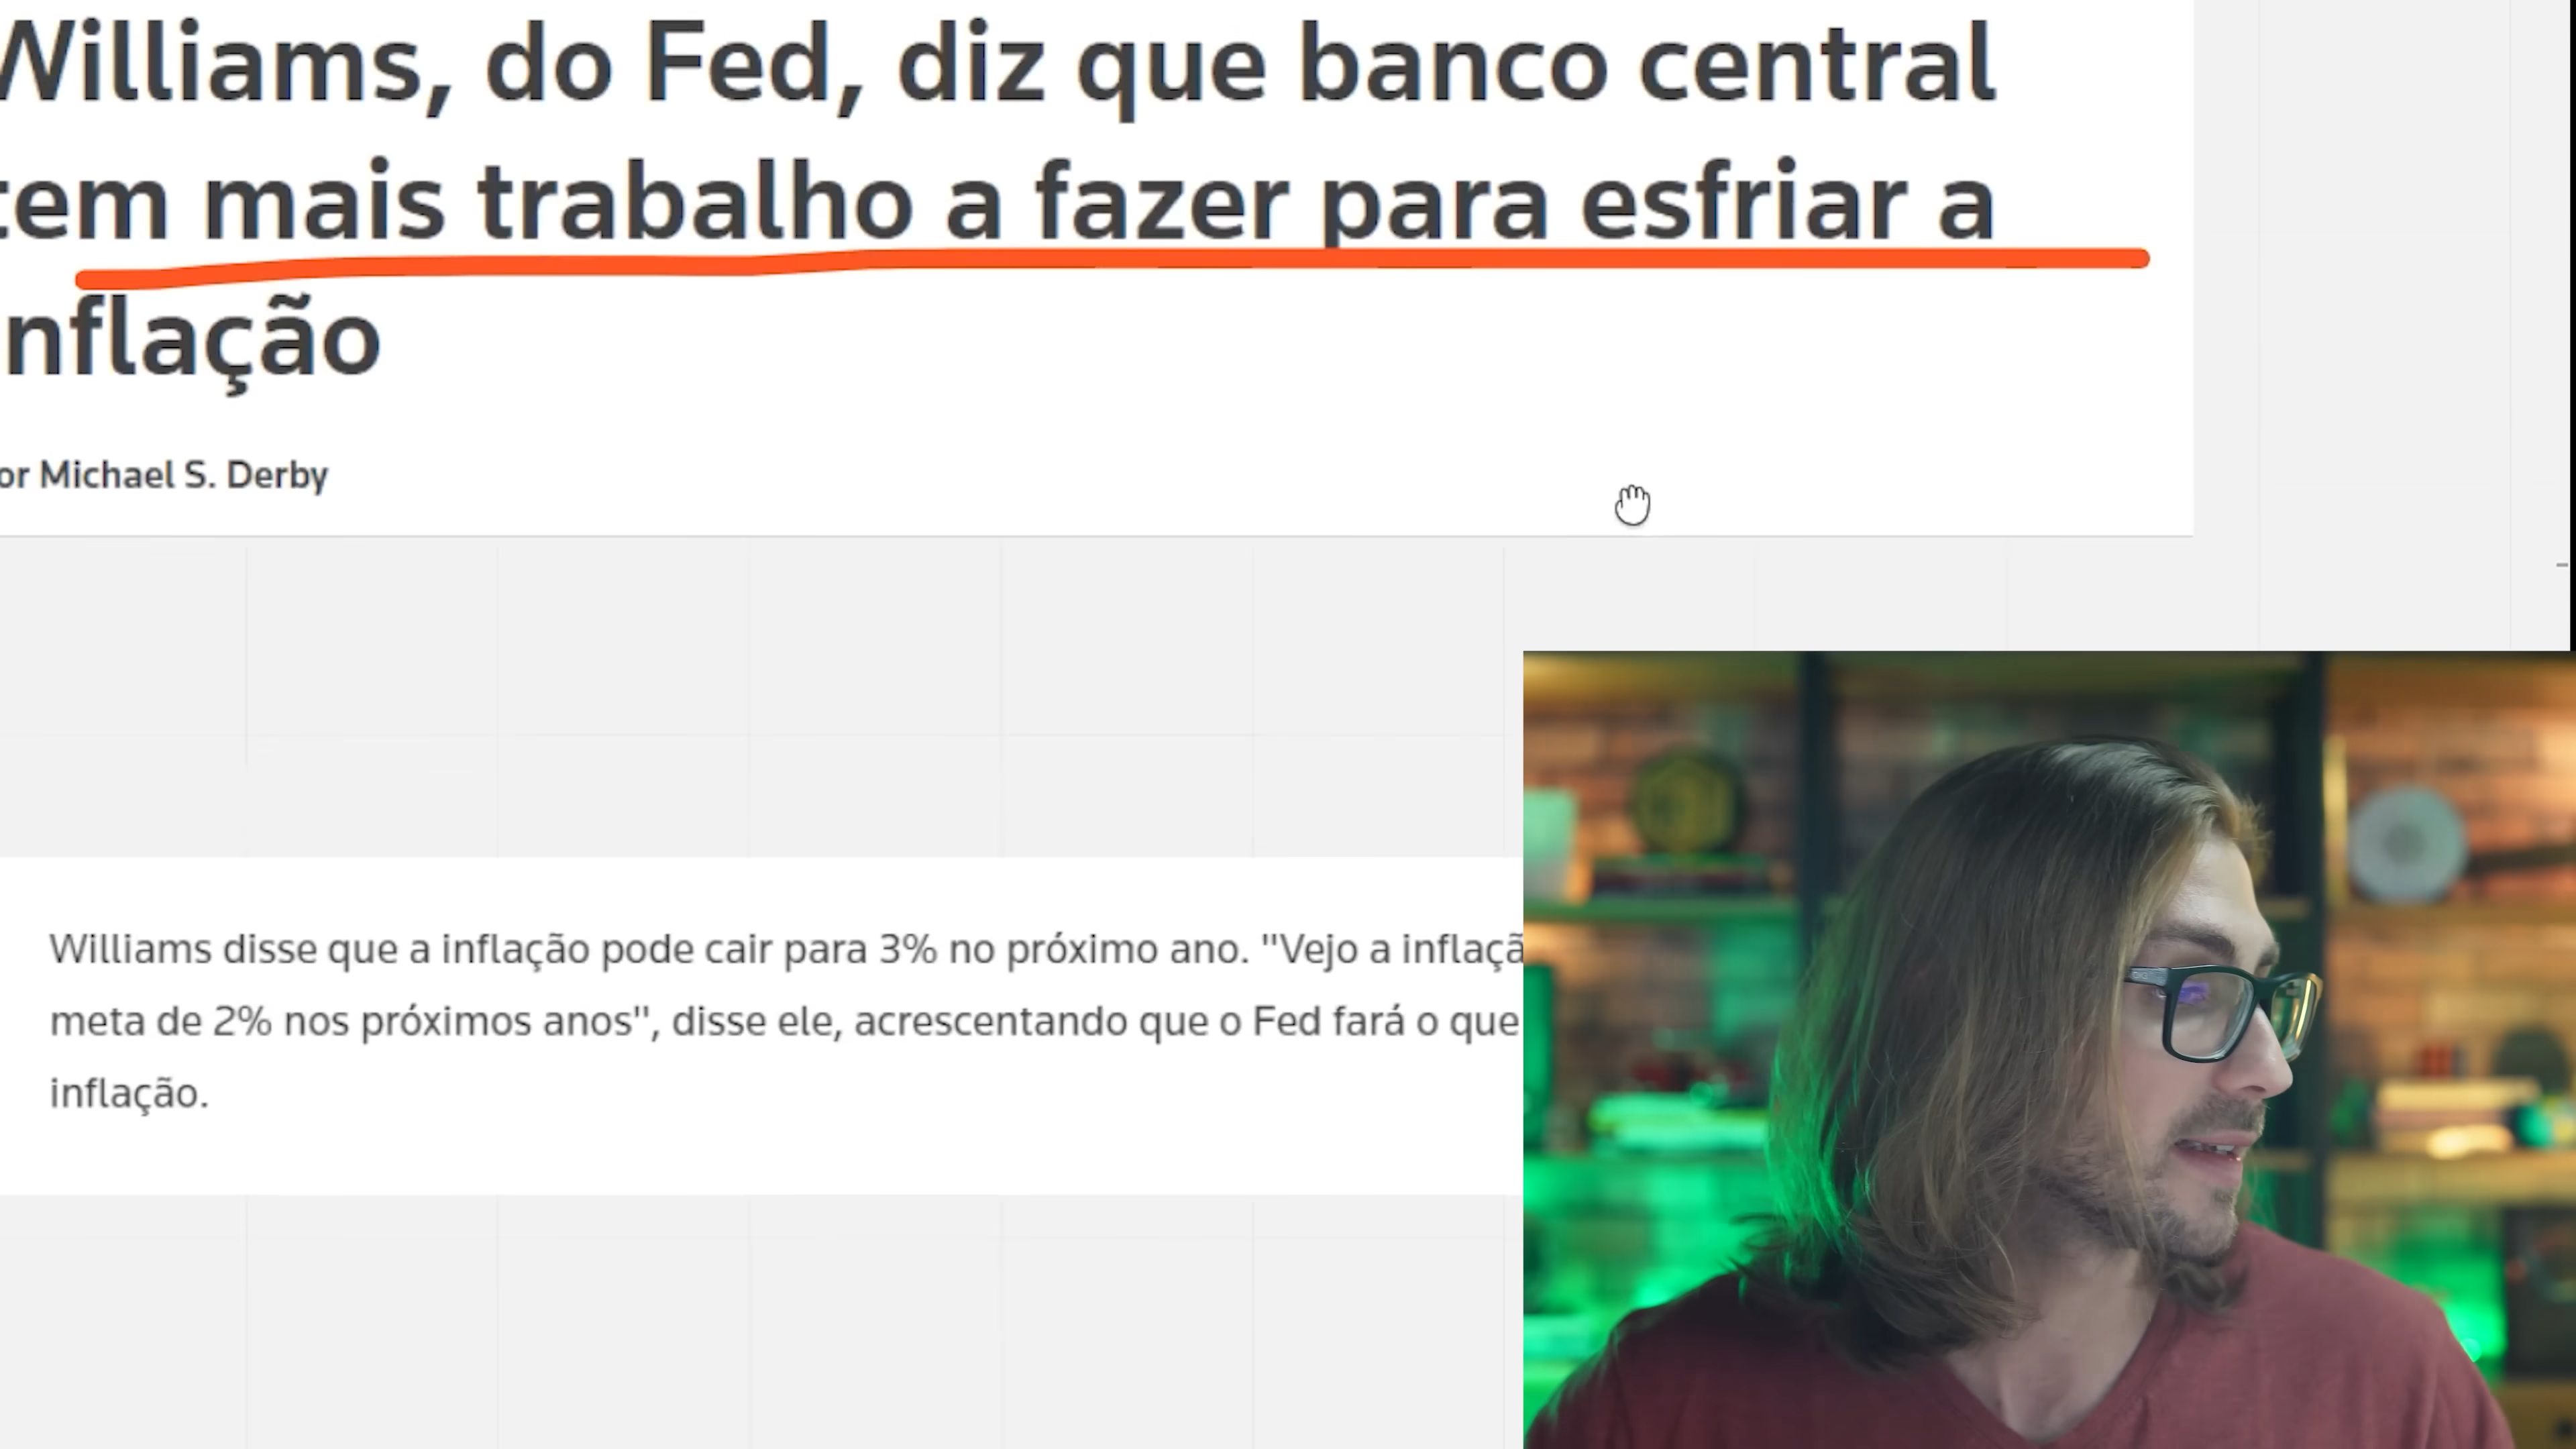 Williams, do Fed, diz que banco central
tem mais trabalho a fazer para esfriar a
inflação
or Michael S. Derby
Williams disse que a inflação pode cair para 3% no próximo ano. "Vejo a inflaçã
meta de 2% nos próximos anos", disse ele, acrescentando que o Fed fará o que
inflação.